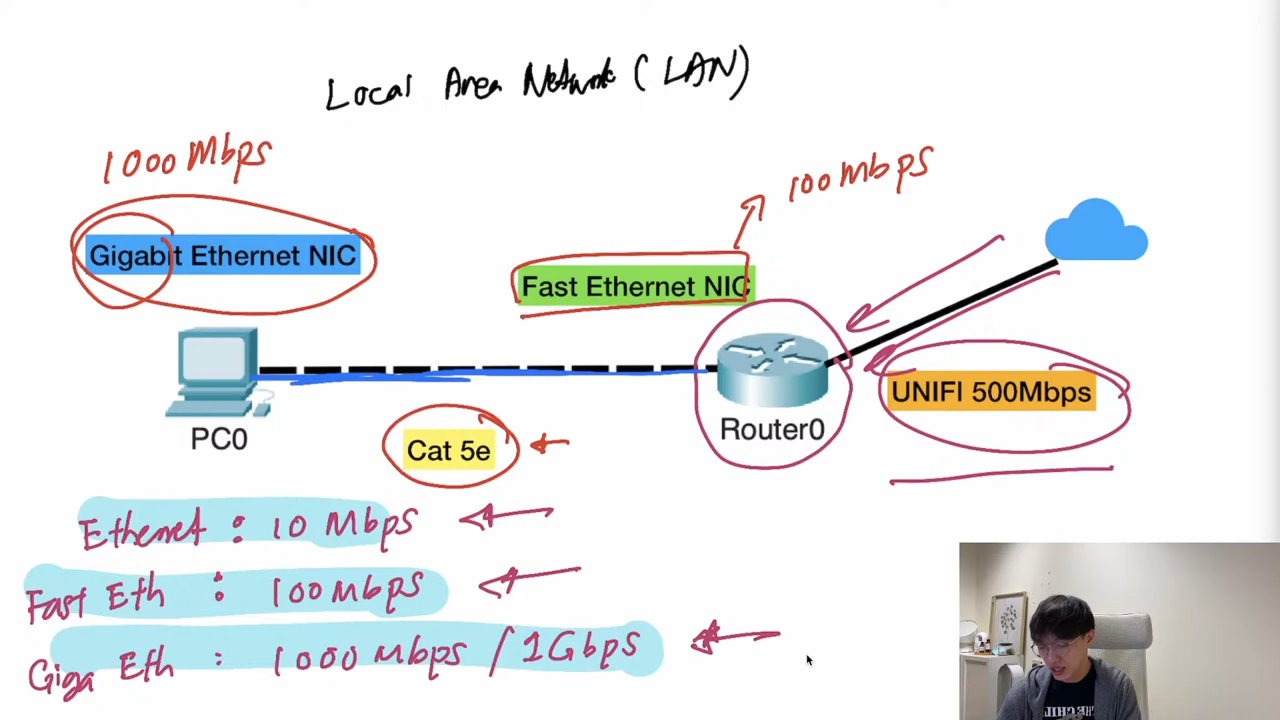 Local Area Network (LAN)
1000 Mbps
100 Mbps
Gigabit Ethernet NIC
Fast Ethernet NIC
UNIFI 500Mbps
PC0
Router0
Cat 5e
Ethernet : 10 Mbps
Fast Eth : 100 Mbps
Giga Eth : 1000 Mbps / 1Gbps